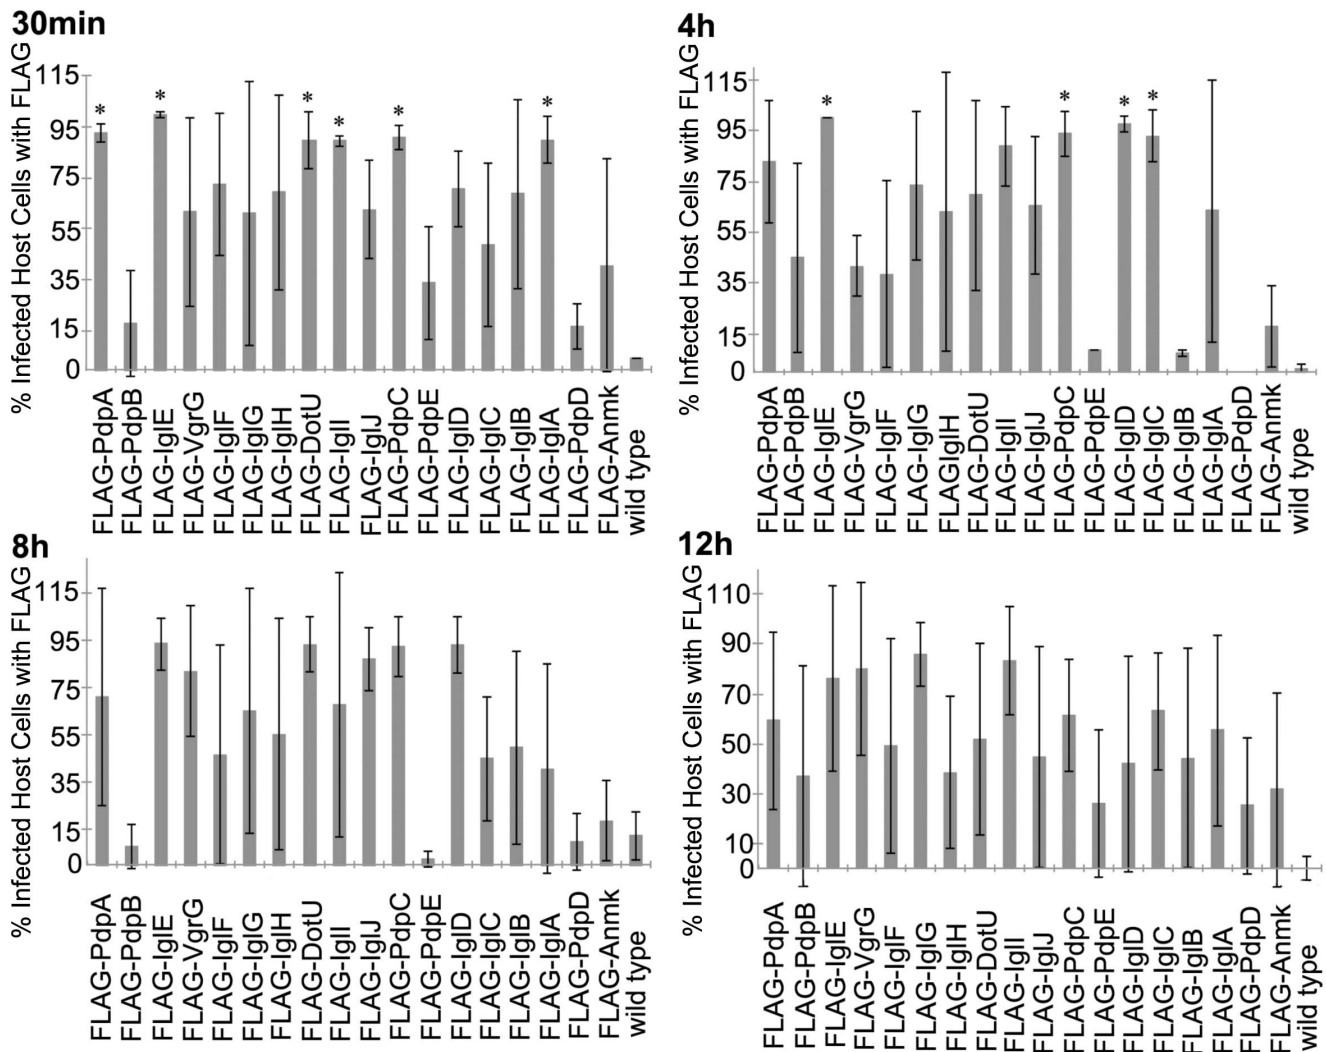 30min
% Infected Host Cells with FLAG
115
95
75
55
35
15
0
*
*
*
*
*
*
FLAG-PdpA
FLAG-PdpB
FLAG-IglE
FLAG-VgrG
FLAG-IglF
FLAG-IglG
FLAG-IglH
FLAG-DotU
FLAG-IglI
FLAG-IglJ
FLAG-PdpC
FLAG-PdpE
FLAG-IglD
FLAG-IglC
FLAG-IglB
FLAG-IglA
FLAG-PdpD
FLAG-Anmk
wild type
4h
% Infected Host Cells with FLAG
115
95
75
55
35
15
0
*
*
*
*
FLAG-PdpA
FLAG-PdpB
FLAG-IglE
FLAG-VgrG
FLAG-IglF
FLAG-IglG
FLAGIglH
FLAG-DotU
FLAG-IglI
FLAG-IglJ
FLAG-PdpC
FLAG-PdpE
FLAG-IglD
FLAG-IglC
FLAG-IglB
FLAG-IglA
FLAG-PdpD
FLAG-Anmk
wild type
8h
% Infected Host Cells with FLAG
115
95
75
55
35
15
0
FLAG-PdpA
FLAG-PdpB
FLAG-IglE
FLAG-VgrG
FLAG-IglF
FLAG-IglG
FLAG-IglH
FLAG-DotU
FLAG-IglI
FLAG-IglJ
FLAG-PdpC
FLAG-PdpE
FLAG-IglD
FLAG-IglC
FLAG-IglB
FLAG-IglA
FLAG-PdpD
FLAG-Anmk
wild type
12h
% Infected Host Cells with FLAG
110
90
70
50
30
10
0
FLAG-PdpA
FLAG-PdpB
FLAG-IglE
FLAG-VgrG
FLAG-IglF
FLAG-IglG
FLAG-IglH
FLAG-DotU
FLAG-IglI
FLAG-IglJ
FLAG-PdpC
FLAG-PdpE
FLAG-IglD
FLAG-IglC
FLAG-IglB
FLAG-IglA
FLAG-PdpD
FLAG-Anmk
wild type